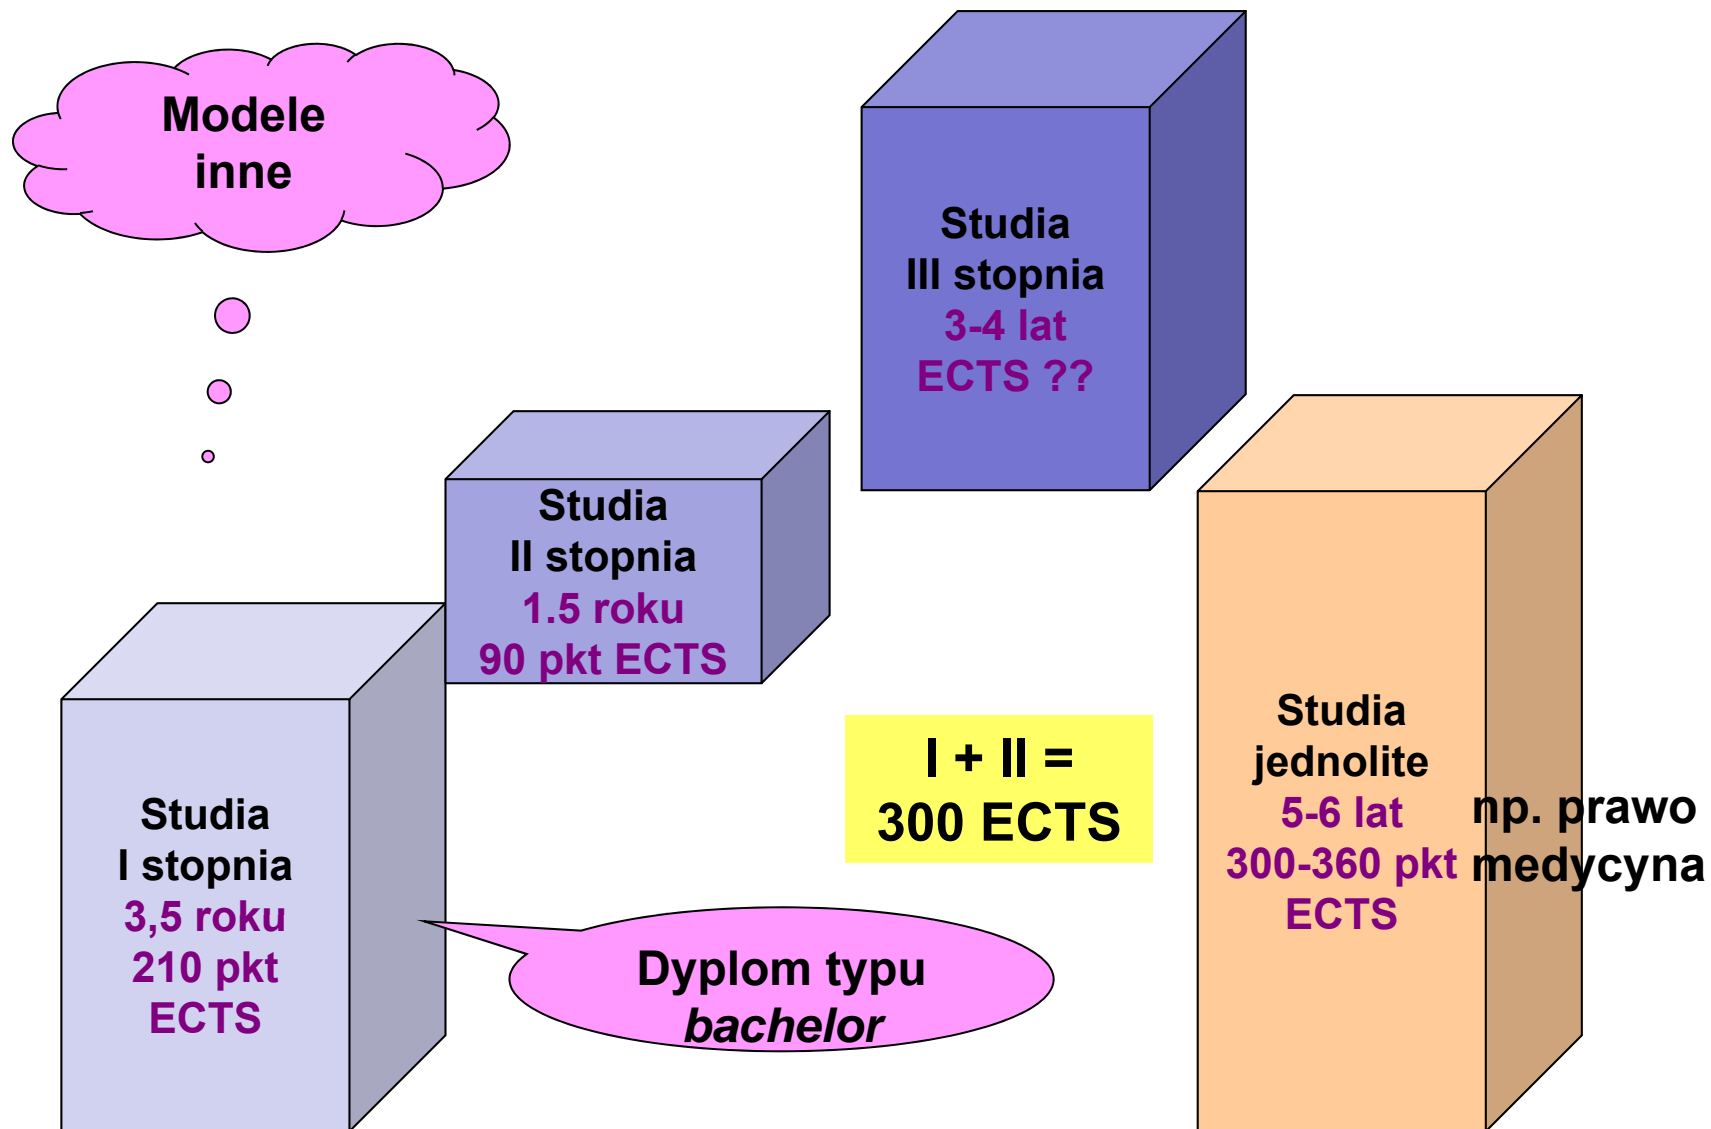 Modele
inne
Studia
III stopnia
3-4 lat
ECTS ??
Studia
II stopnia
1.5 roku
90 pkt ECTS
Studia
I stopnia
3,5 roku
210 pkt
ECTS
I + II =
300 ECTS
Dyplom typu
bachelor
Studia
jednolite
5-6 lat
300-360 pkt
ECTS
np. prawo
medycyna